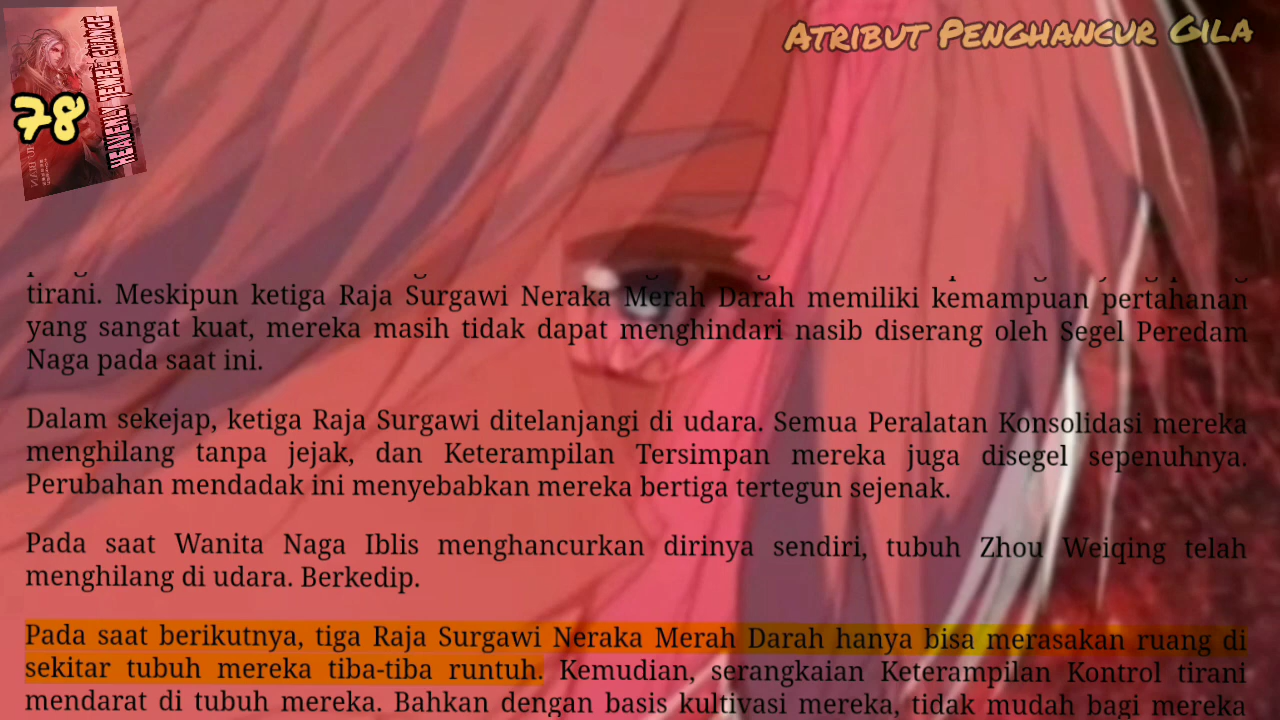 HEAVENLY JEWEL CHANGE
78
Atribut Penghancur Gila
tirani. Meskipun ketiga Raja Surgawi Neraka Merah Darah memiliki kemampuan pertahanan
yang sangat kuat, mereka masih tidak dapat menghindari nasib diserang oleh Segel Peredam
Naga pada saat ini.
Dalam sekejap, ketiga Raja Surgawi ditelanjangi di udara. Semua Peralatan Konsolidasi mereka
menghilang tanpa jejak, dan Keterampilan Tersimpan mereka juga disegel sepenuhnya.
Perubahan mendadak ini menyebabkan mereka bertiga tertegun sejenak.
Pada saat Wanita Naga Iblis menghancurkan dirinya sendiri, tubuh Zhou Weiqing telah
menghilang di udara. Berkedip.
Pada saat berikutnya, tiga Raja Surgawi Neraka Merah Darah hanya bisa merasakan ruang di
sekitar tubuh mereka tiba-tiba runtuh. Kemudian, serangkaian Keterampilan Kontrol tirani
mendarat di tubuh mereka. Bahkan dengan basis kultivasi mereka, tidak mudah bagi mereka